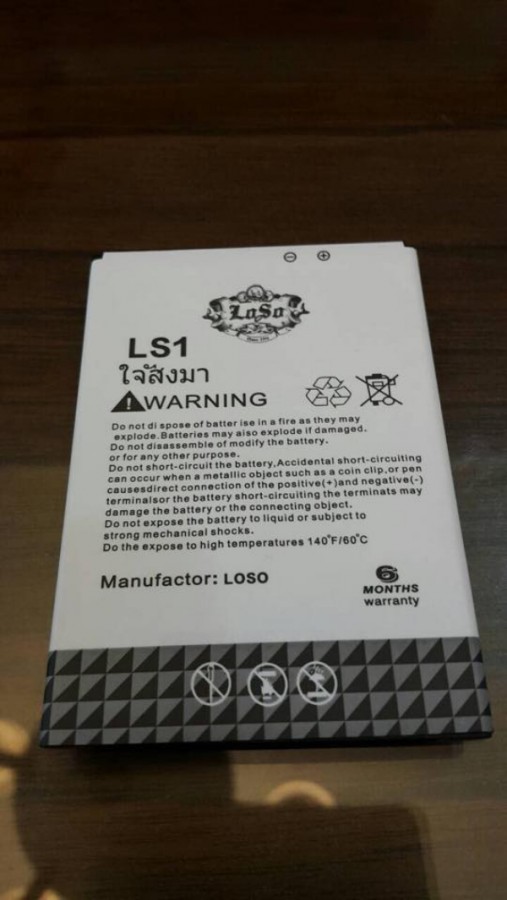 LoSo
LS1
ใจสั่งมา
WARNING
Do not di spose of batter ise in a fire as they may
explode.Batteries may also explode if damaged.
Do not disassemble of modify the battery.
or for any other purpose.
Do not short-circuit the battery,Accidental short-circuiting
can occur when a metallic object such as a coin clip,or pen
causesdirect connection of the positive(+)and negative(-)
terminalsor the battery short-circuiting the terminats may
damage the battery or the connecting object.
Do not expose the battery to liquid or subject to
strong mechanical shocks.
Do the expose to high temperatures 140°F/60°C
Manufactor: LOSO
6
MONTHS
warranty